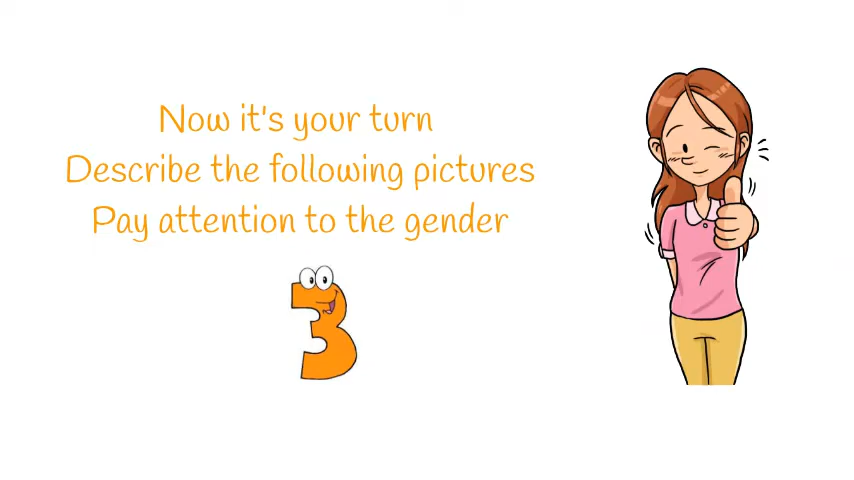 Now it's your turn
Describe the following pictures
Pay attention to the gender
3